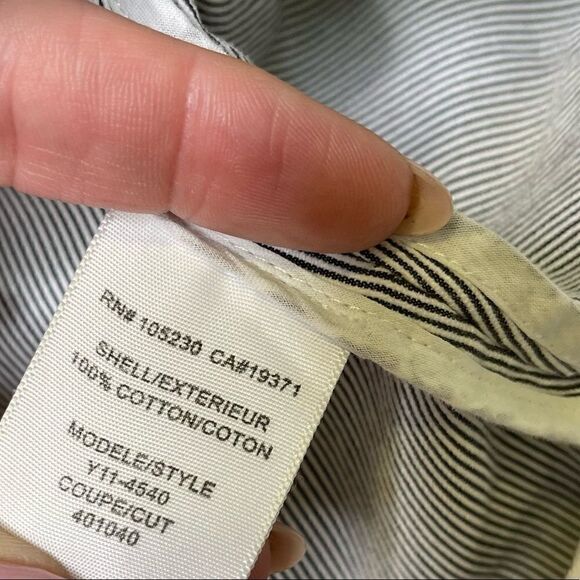 RN# 105230 CA#19371
SHELL/EXTERIEUR
100% COTTON/COTON
MODELE/STYLE
Y11-4540
COUPE/CUT
401040